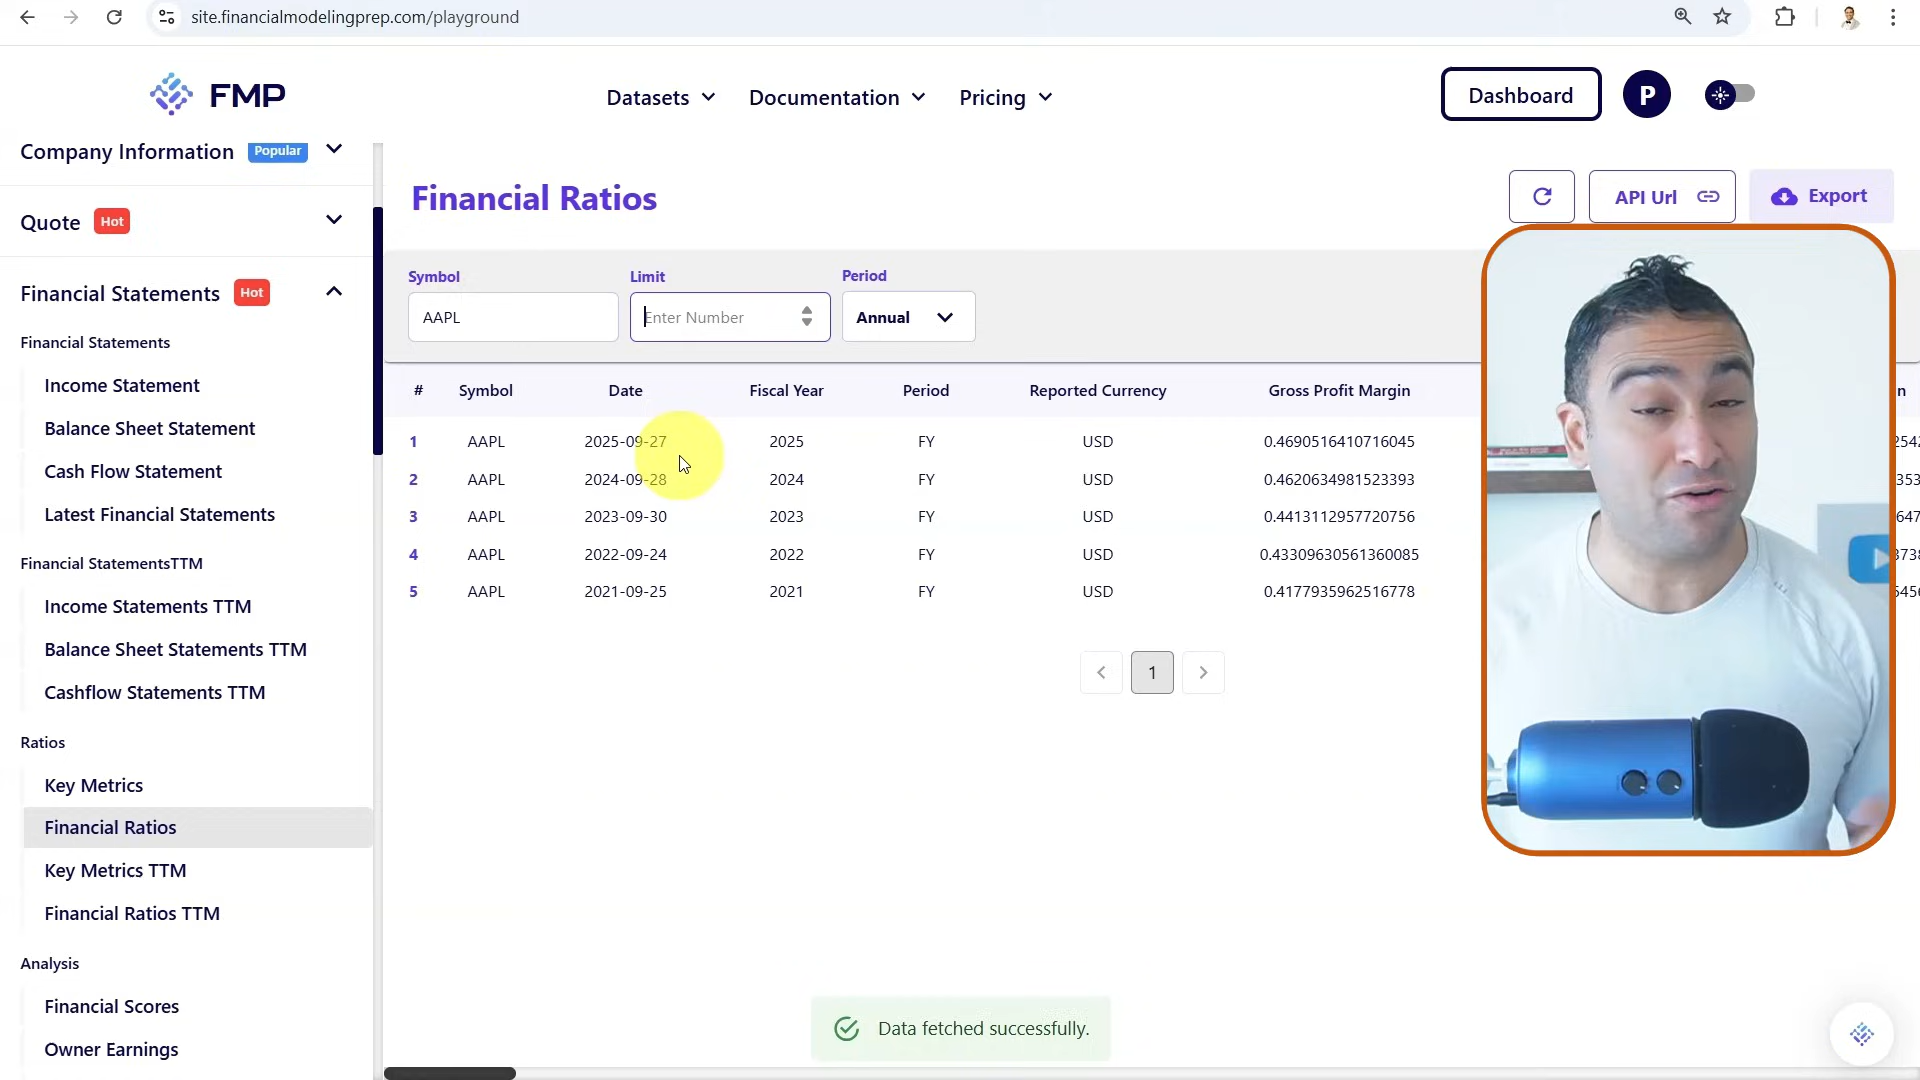 site.financialmodelingprep.com/playground
FMP
Datasets
Documentation
Pricing
Dashboard
P
Company Information Popular
Quote Hot
Financial Statements Hot
Financial Statements
Income Statement
Balance Sheet Statement
Cash Flow Statement
Latest Financial Statements
Financial StatementsTTM
Income Statements TTM
Balance Sheet Statements TTM
Cashflow Statements TTM
Ratios
Key Metrics
Financial Ratios
Key Metrics TTM
Financial Ratios TTM
Analysis
Financial Scores
Owner Earnings
Financial Ratios
API Url
Export
Symbol Limit Period
AAPL Enter Number Annual
# Symbol Date Fiscal Year Period Reported Currency Gross Profit Margin n
1 AAPL 2025-09-27 2025 FY USD 0.4690516410716045 254
2 AAPL 2024-09-28 2024 FY USD 0.4620634981523393 353
3 AAPL 2023-09-30 2023 FY USD 0.4413112957720756 647
4 AAPL 2022-09-24 2022 FY USD 0.43309630561360085 373
5 AAPL 2021-09-25 2021 FY USD 0.4177935962516778 545
1
Data fetched successfully.